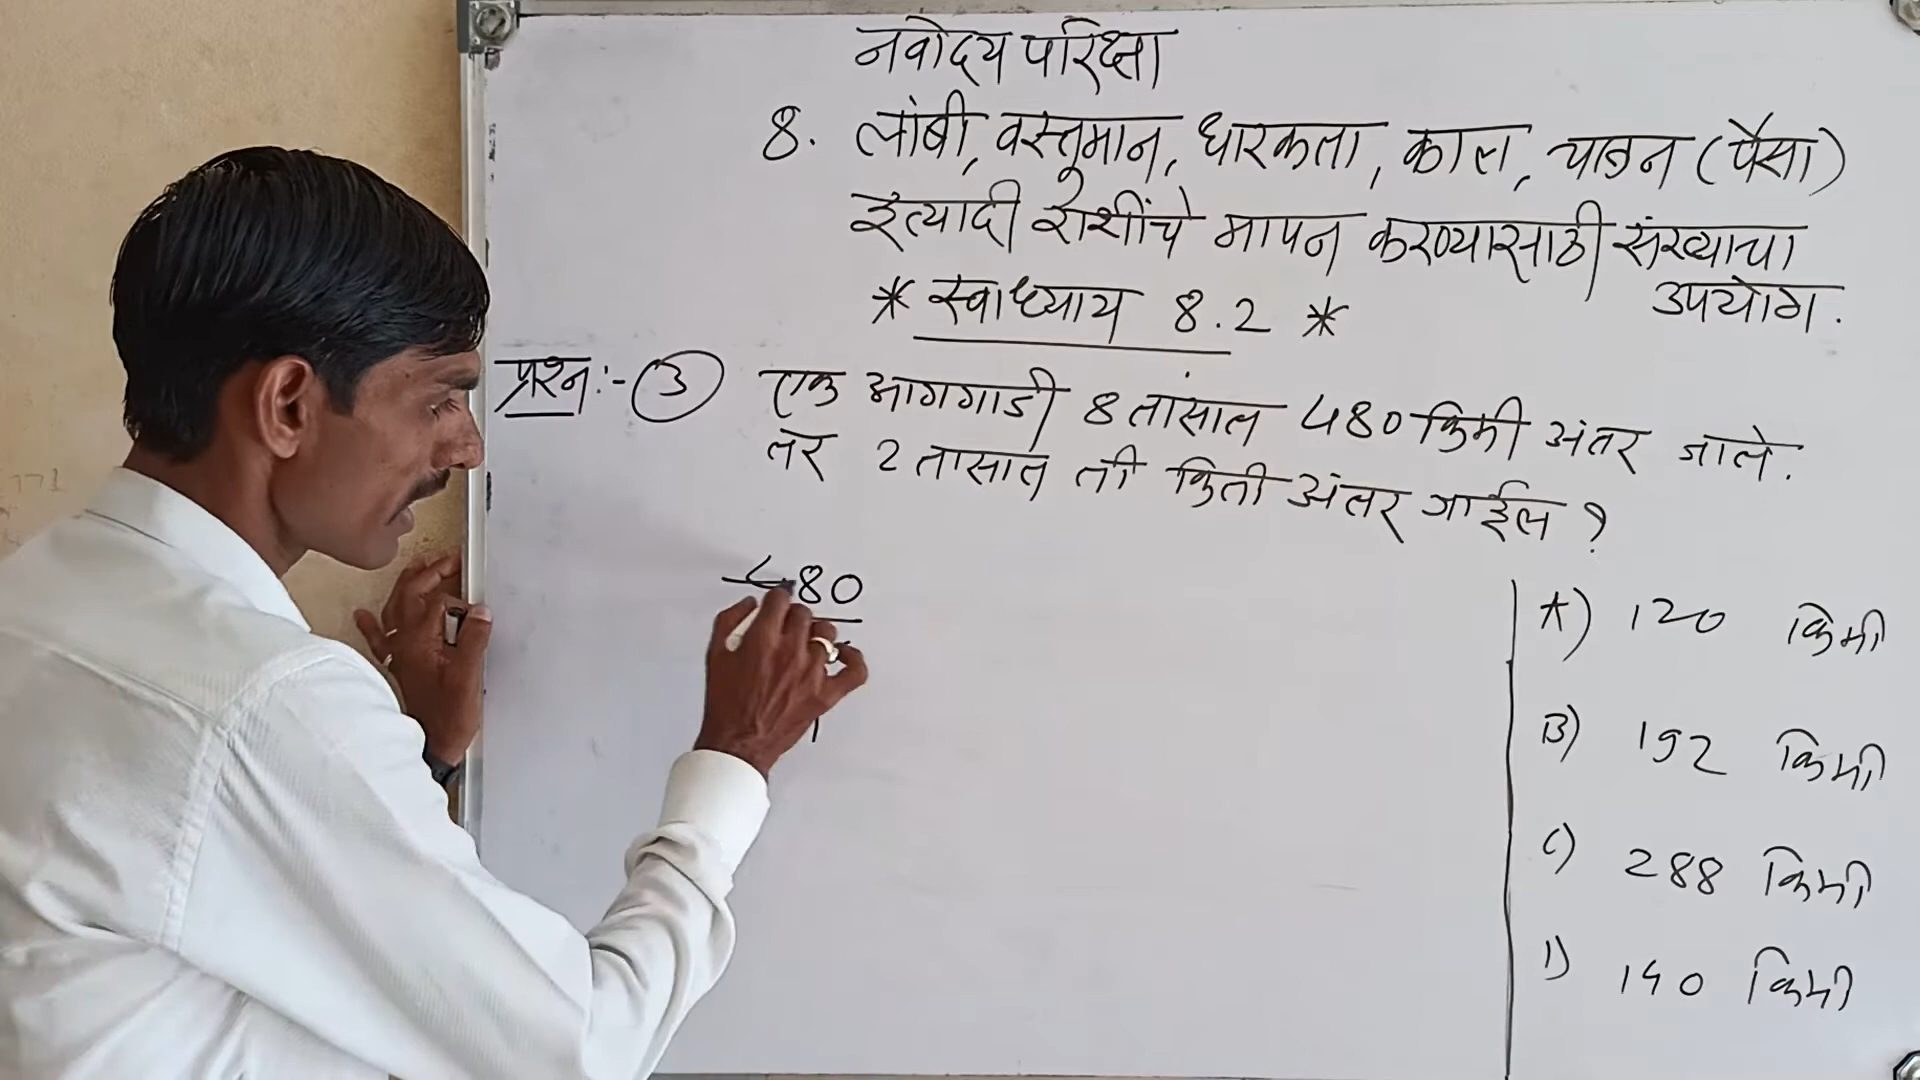 नवोदय परिक्षा
8. लांबी, वस्तुमान, धारकता, काल, चलन (पैसा)
इत्यादी राशींचे मापन करण्यासाठी संख्याचा
उपयोग.
* स्वाध्याय 8.2 *
प्रश्न:- 3 एक आगगाडी 8 तासांत 480 किमी अंतर जाते.
तर 2 तासात ती किती अंतर जाईल ?
80
A) 120 किमी
B) 192 किमी
C) 288 किमी
D) 140 किमी